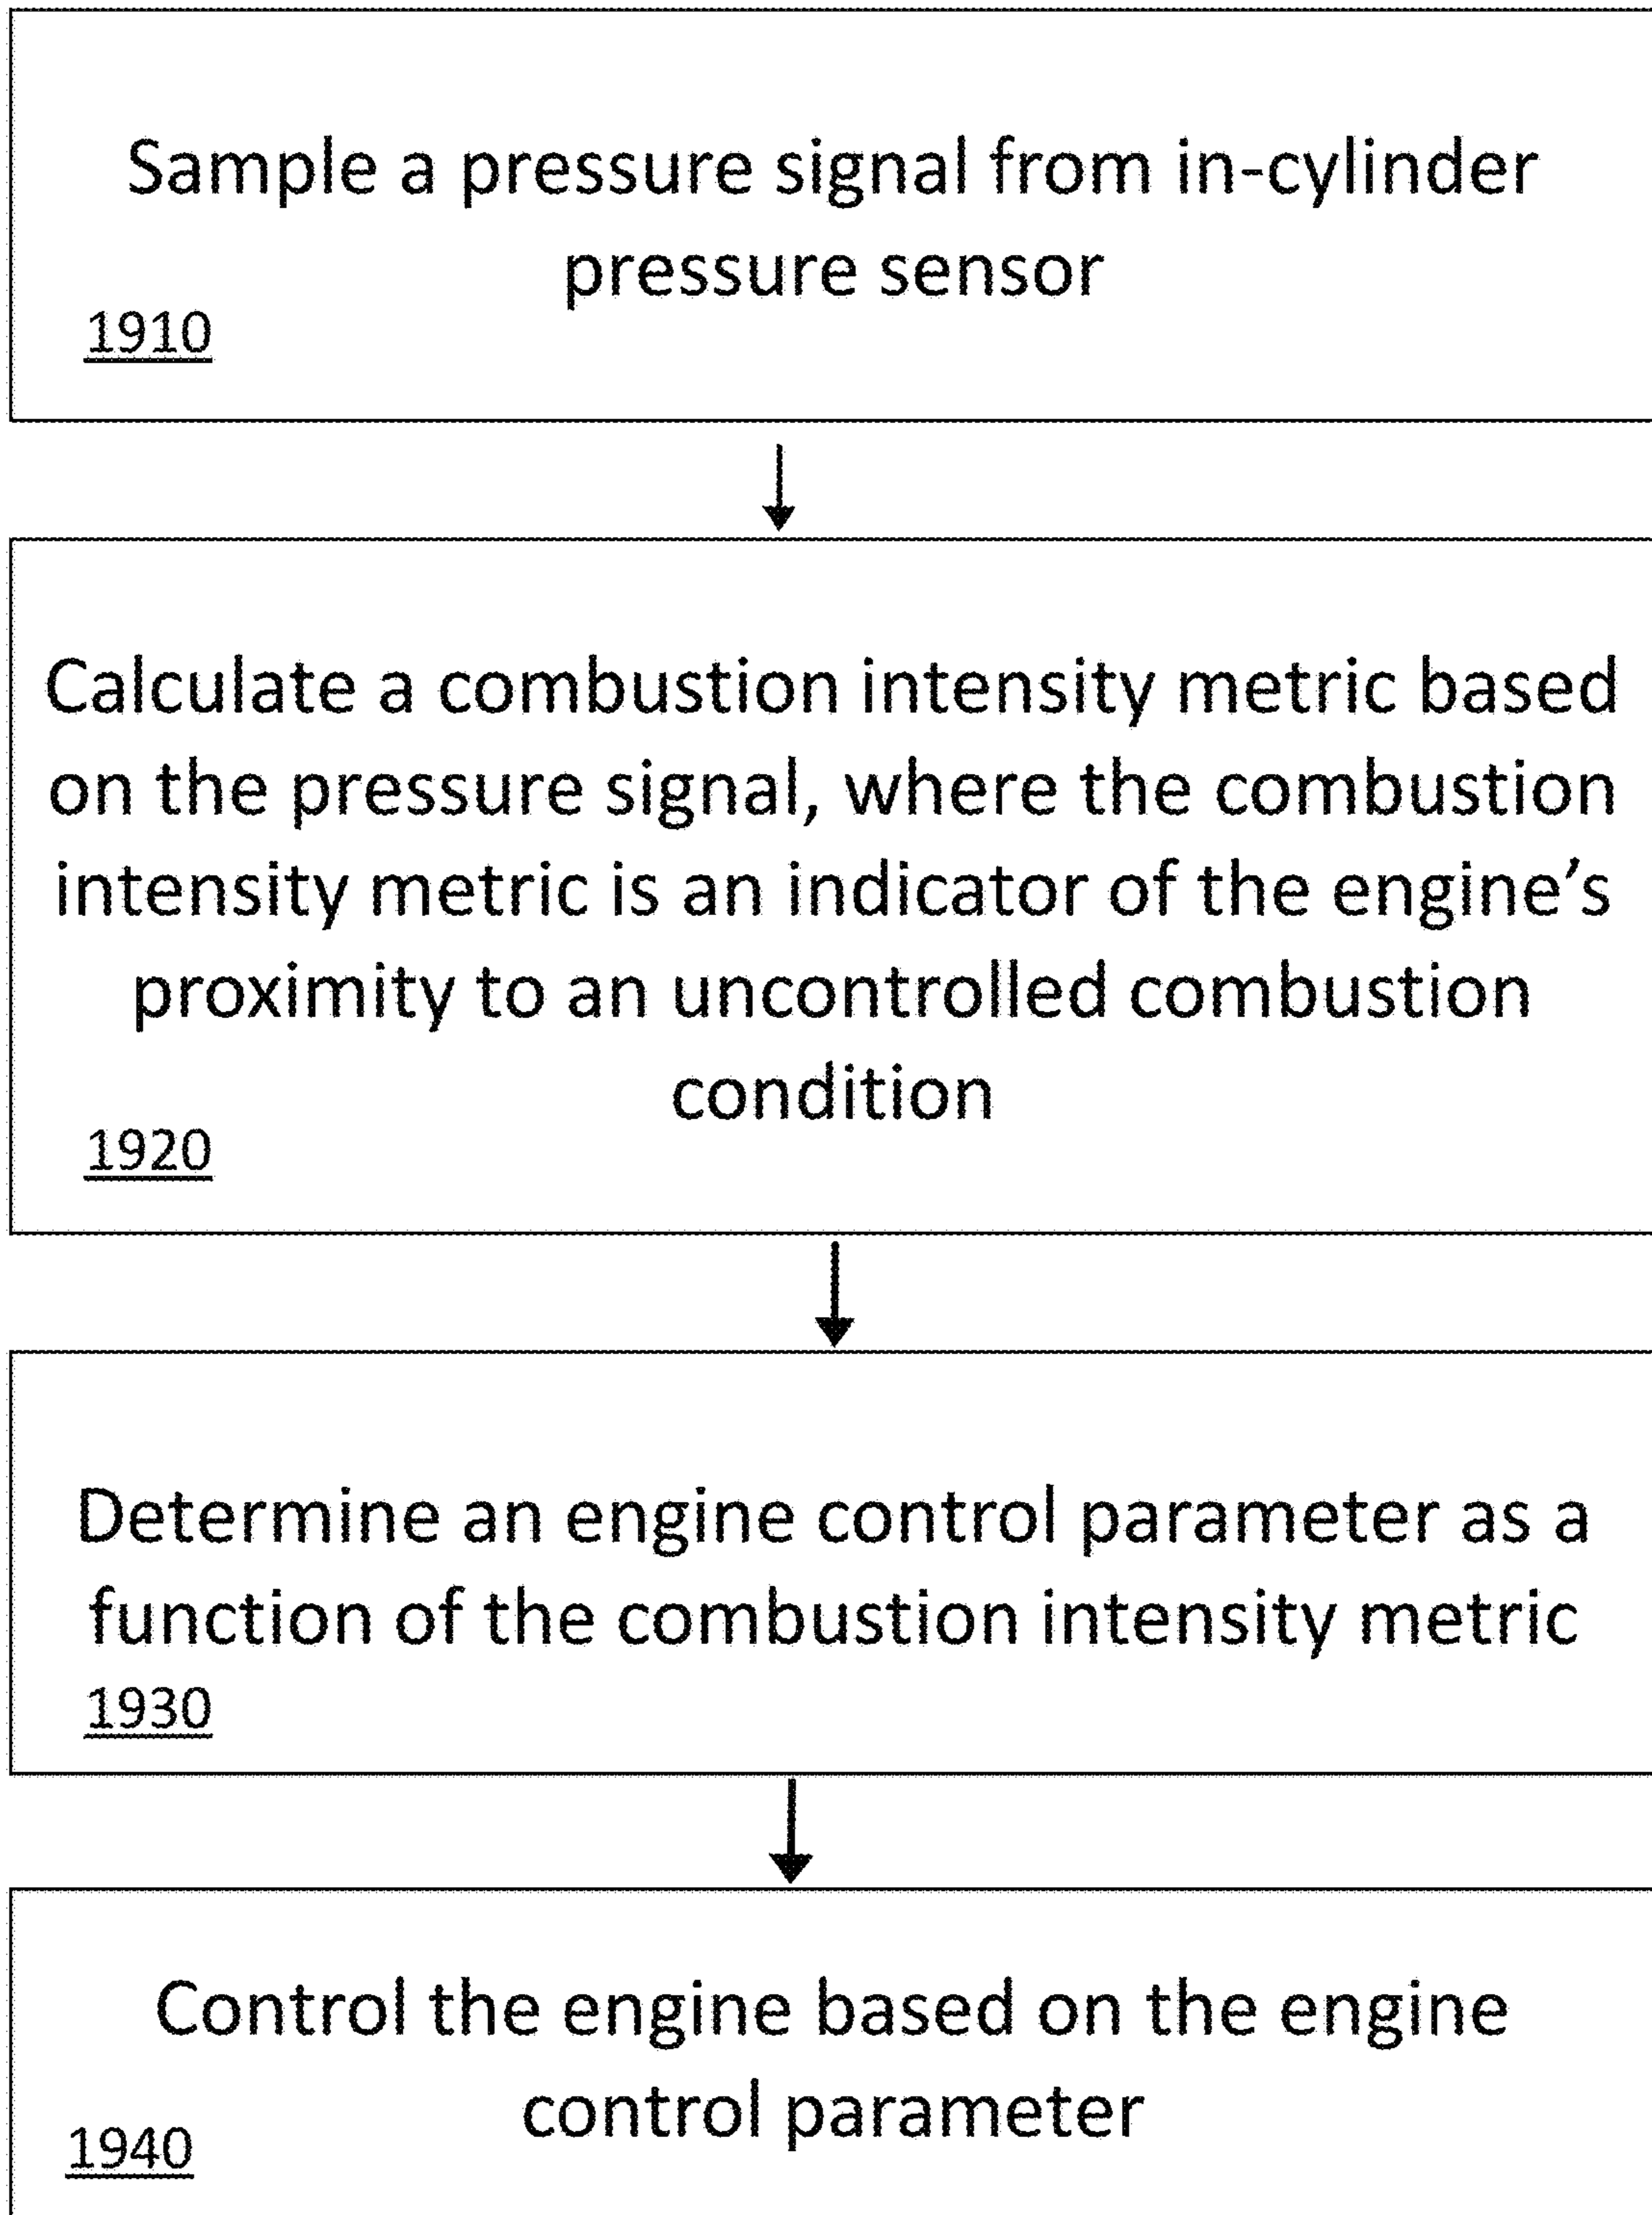 Sample a pressure signal from in-cylinder
pressure sensor
1910
Calculate a combustion intensity metric based
on the pressure signal, where the combustion
intensity metric is an indicator of the engine’s
proximity to an uncontrolled combustion
condition
1920
Determine an engine control parameter as a
function of the combustion intensity metric
1930
Control the engine based on the engine
control parameter
1940